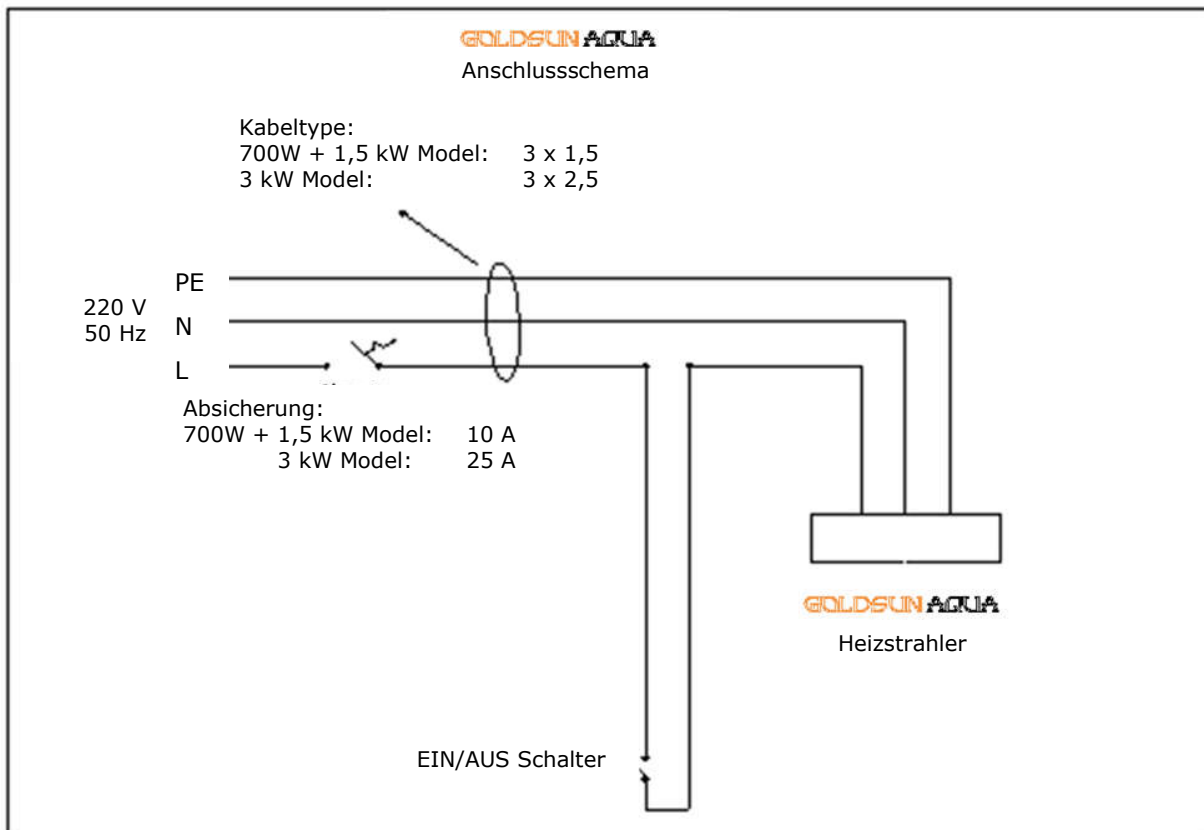 GOLDSUN AQUA
Anschlussschema
Kabeltype:
700W + 1,5 kW Model: 3 x 1,5
3 kW Model: 3 x 2,5
PE
220 V
50 Hz
N
L
Absicherung:
700W + 1,5 kW Model: 10 A
3 kW Model: 25 A
GOLDSUN AQUA
Heizstrahler
EIN/AUS Schalter